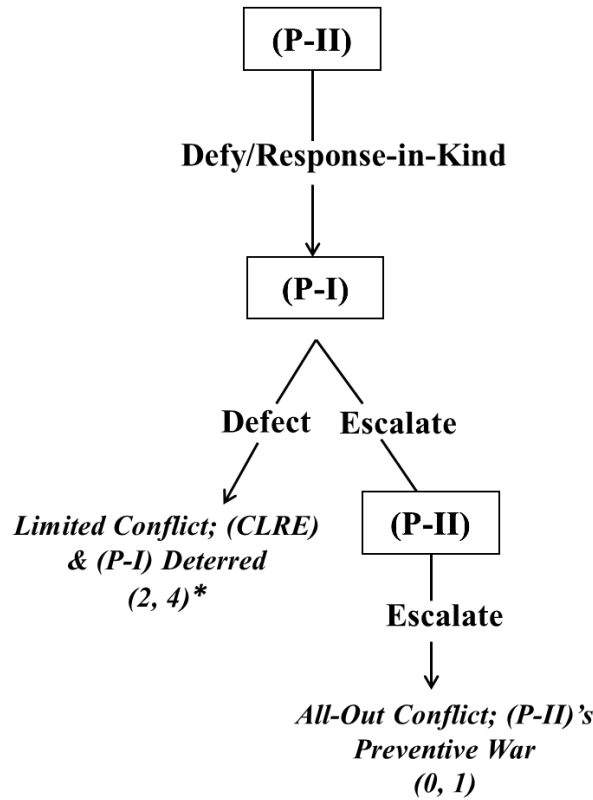 (P-II)
Defy/Response-in-Kind
(P-I)
Defect
Escalate
Limited Conflict; (CLRE)
& (P-I) Deterred
(2, 4)*
(P-II)
Escalate
All-Out Conflict; (P-II)'s
Preventive War
(0, 1)